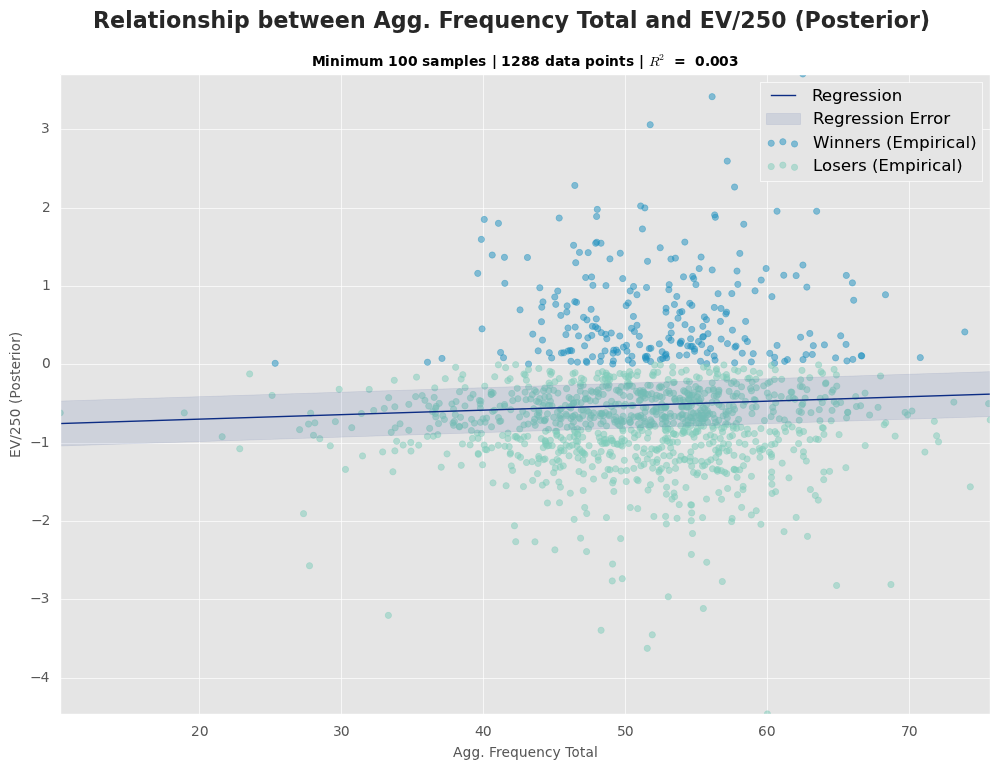 Relationship between Agg. Frequency Total and EV/250 (Posterior)
Minimum 100 samples | 1288 data points | R² = 0.003
Regression
Regression Error
Winners (Empirical)
Losers (Empirical)
EV/250 (Posterior)
3
2
1
0
−1
−2
−3
−4
20 30 40 50 60 70
Agg. Frequency Total